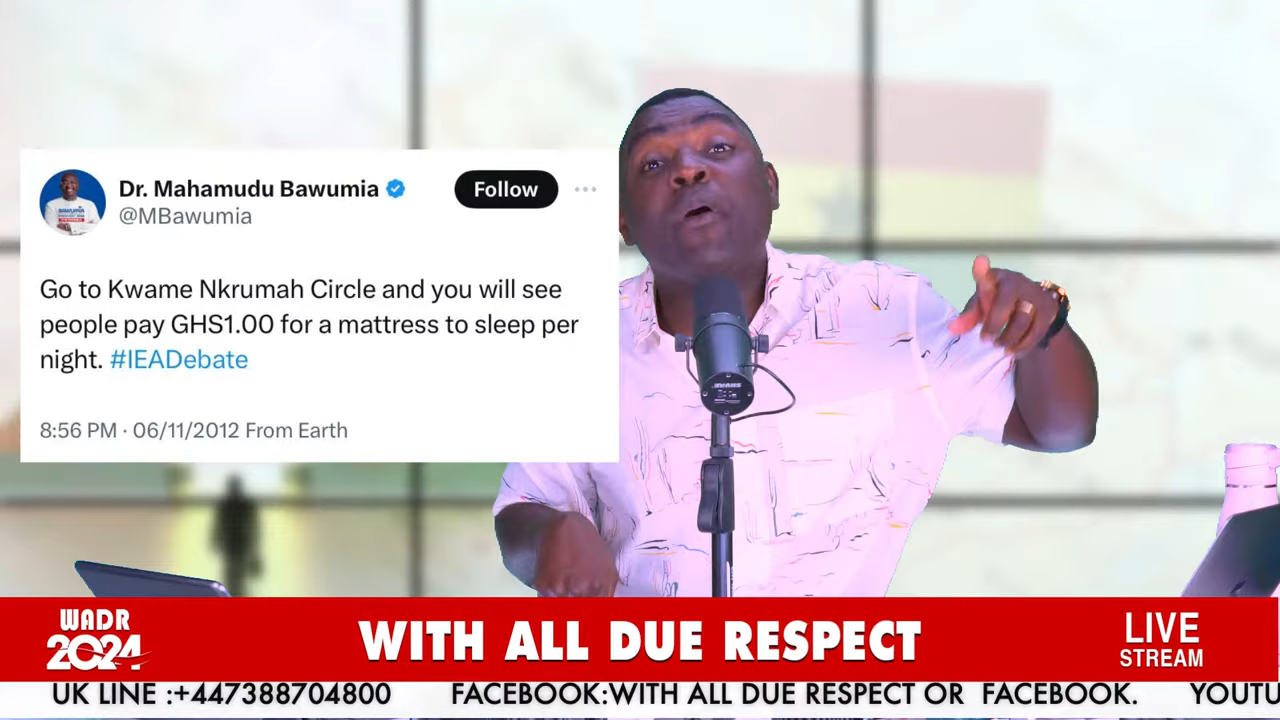 Dr. Mahamudu Bawumia
@MBawumia
Follow
Go to Kwame Nkrumah Circle and you will see
people pay GHS1.00 for a mattress to sleep per
night. #IEADebate
8:56 PM · 06/11/2012 From Earth
WADR
2024
WITH ALL DUE RESPECT
LIVE
STREAM
UK LINE :+447388704800 FACEBOOK:WITH ALL DUE RESPECT OR FACEBOOK. YOUTU